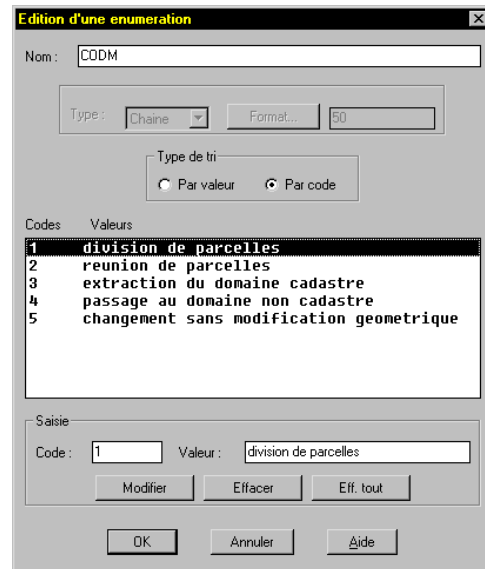 Edition d'une enumeration
Nom : CODM
Type : Chaine Format... 50
Type de tri
Par valeur Par code
Codes Valeurs
1 division de parcelles
2 reunion de parcelles
3 extraction du domaine cadastre
4 passage au domaine non cadastre
5 changement sans modification geometrique
Saisie
Code : 1 Valeur : division de parcelles
Modifier Effacer Eff. tout
OK Annuler Aide